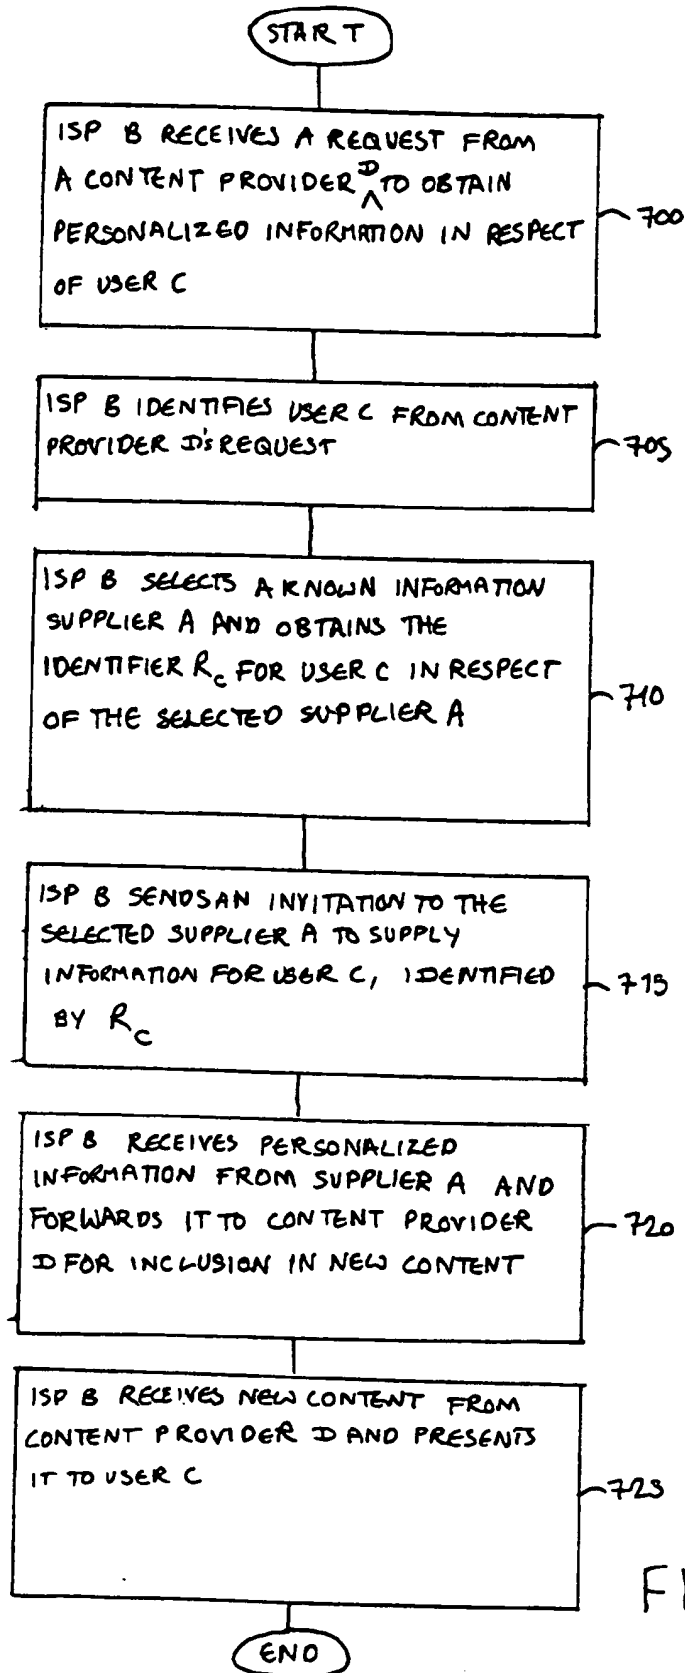 START
ISP B RECEIVES A REQUEST FROM
A CONTENT PROVIDER D TO OBTAIN
PERSONALIZED INFORMATION IN RESPECT
OF USER C
700
ISP B IDENTIFIES USER C FROM CONTENT
PROVIDER D'S REQUEST
705
ISP B SELECTS A KNOWN INFORMATION
SUPPLIER A AND OBTAINS THE
IDENTIFIER Rc FOR USER C IN RESPECT
OF THE SELECTED SUPPLIER A
710
ISP B SENDS AN INVITATION TO THE
SELECTED SUPPLIER A TO SUPPLY
INFORMATION FOR USER C, IDENTIFIED
BY Rc
715
ISP B RECEIVES PERSONALIZED
INFORMATION FROM SUPPLIER A AND
FORWARDS IT TO CONTENT PROVIDER
D FOR INCLUSION IN NEW CONTENT
720
ISP B RECEIVES NEW CONTENT FROM
CONTENT PROVIDER D AND PRESENTS
IT TO USER C
725
END